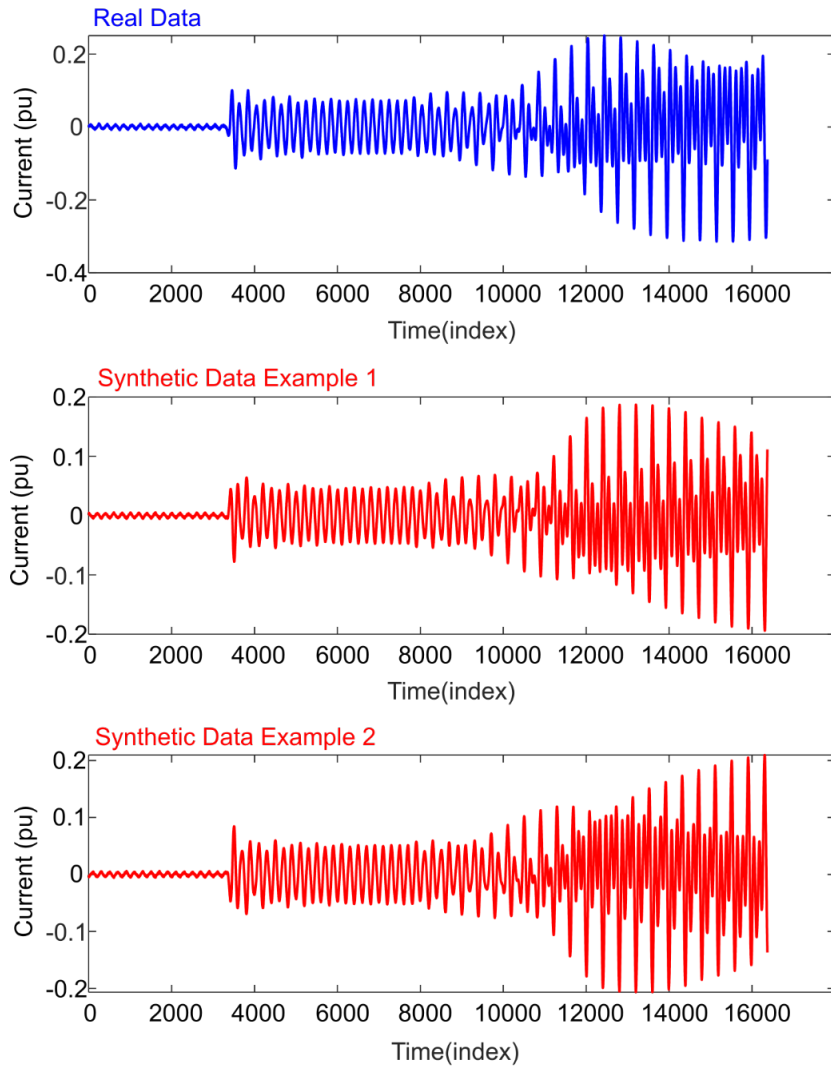 Real Data
Current (pu)
0.2
0
-0.2
-0.4
0 2000 4000 6000 8000 10000 12000 14000 16000
Time(index)
Synthetic Data Example 1
Current (pu)
0.2
0.1
0
-0.1
-0.2
0 2000 4000 6000 8000 10000 12000 14000 16000
Time(index)
Synthetic Data Example 2
Current (pu)
0.2
0.1
0
-0.1
-0.2
0 2000 4000 6000 8000 10000 12000 14000 16000
Time(index)